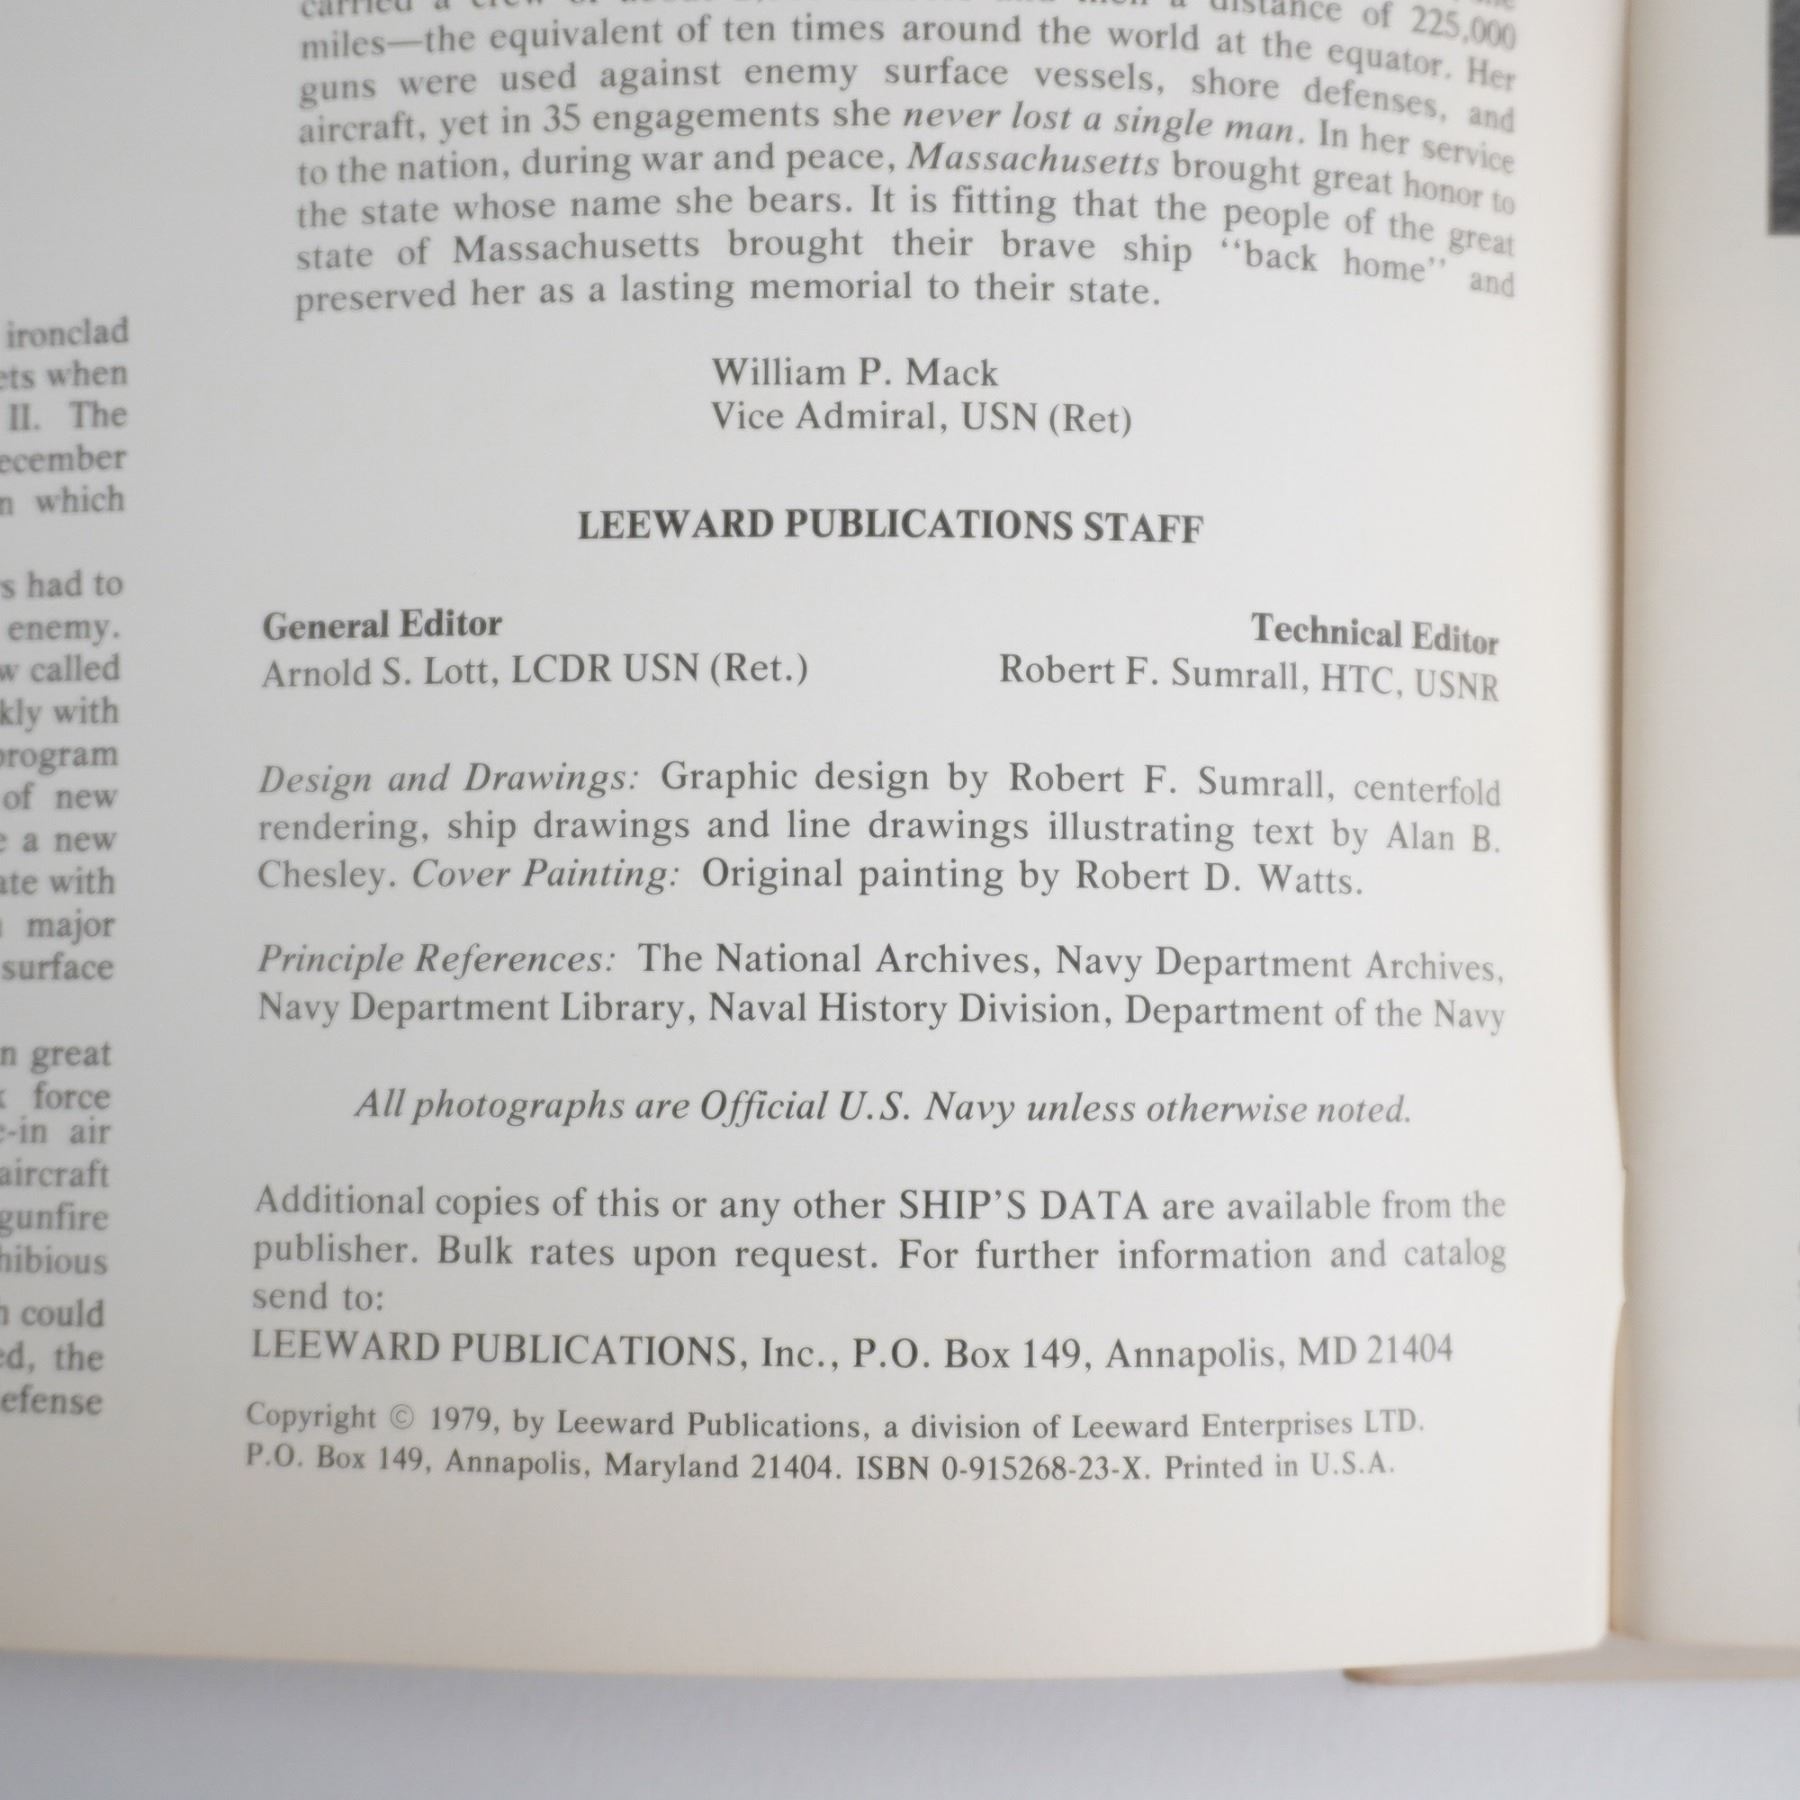 ironclad
when
II. The
which
had to
enemy.
called
with
program
of new
a new
with
major
surface
great
force
air
aircraft
gunfire
could
the
a distance of 225,000
miles—the equivalent of ten times around the world at the equator. Her
guns were used against enemy surface vessels, shore defenses, and
aircraft, yet in 35 engagements she never lost a single man. In her service
to the nation, during war and peace, Massachusetts brought great honor to
the state whose name she bears. It is fitting that the people of the great
state of Massachusetts brought their brave ship “back home” and
preserved her as a lasting memorial to their state.
William P. Mack
Vice Admiral, USN (Ret)
LEEWARD PUBLICATIONS STAFF
General Editor
Arnold S. Lott, LCDR USN (Ret.)
Technical Editor
Robert F. Sumrall, HTC, USNR
Design and Drawings: Graphic design by Robert F. Sumrall, centerfold
rendering, ship drawings and line drawings illustrating text by Alan B.
Chesley. Cover Painting: Original painting by Robert D. Watts.
Principle References: The National Archives, Navy Department Archives,
Navy Department Library, Naval History Division, Department of the Navy
All photographs are Official U.S. Navy unless otherwise noted.
Additional copies of this or any other SHIP’S DATA are available from the
publisher. Bulk rates upon request. For further information and catalog
send to:
LEEWARD PUBLICATIONS, Inc., P.O. Box 149, Annapolis, MD 21404
Copyright © 1979, by Leeward Publications, a division of Leeward Enterprises LTD.
P.O. Box 149, Annapolis, Maryland 21404. ISBN 0-915268-23-X. Printed in U.S.A.